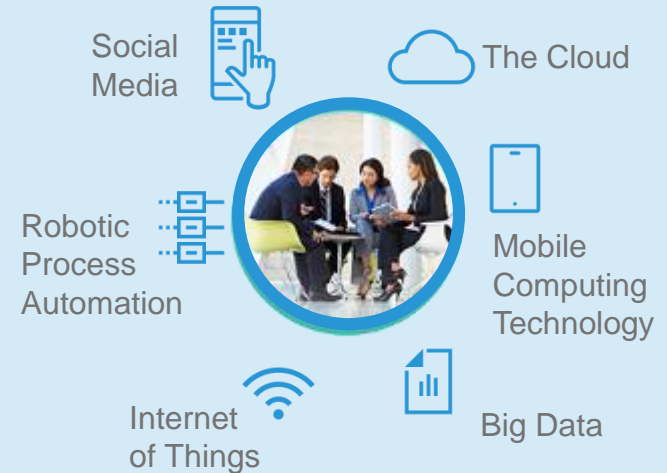 Social
Media
The Cloud
Robotic
Process
Automation
Mobile
Computing
Technology
Internet
of Things
Big Data